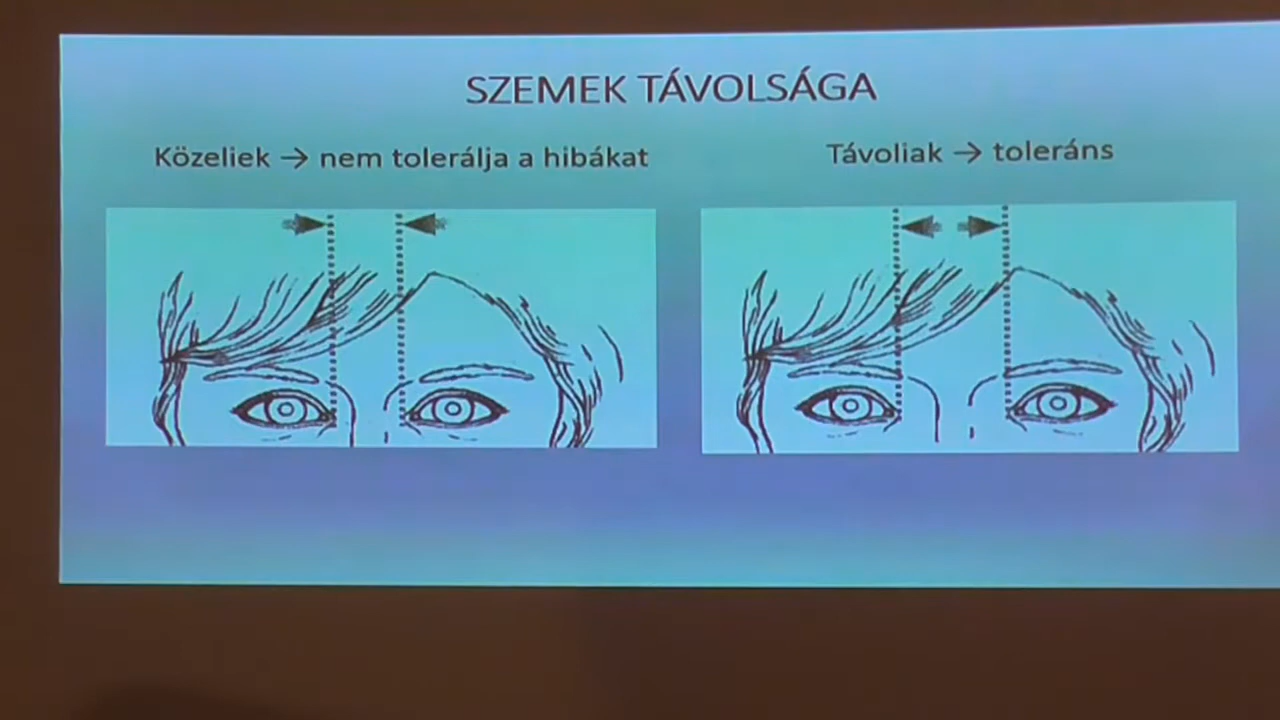 SZEMEK TÁVOLSÁGA
Közeliek → nem tolerálja a hibákat
Távoliak → toleráns